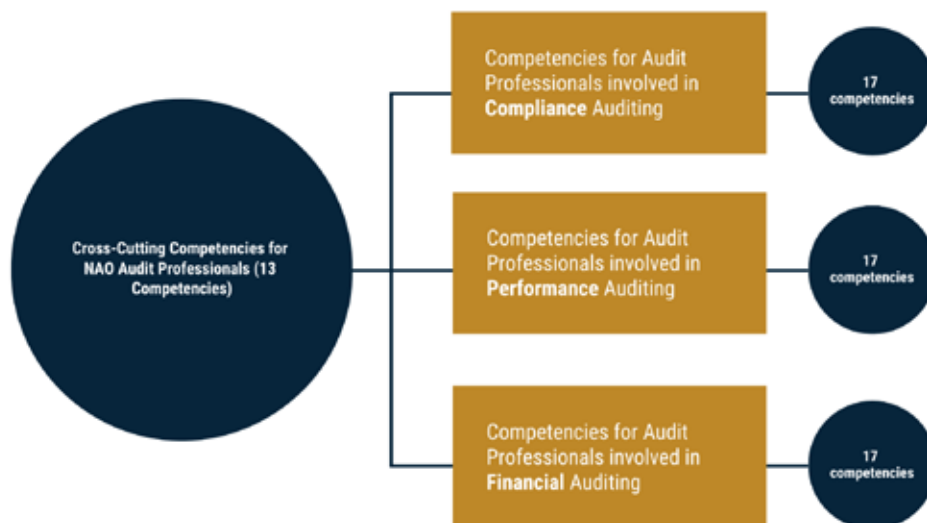 Cross-Cutting Competencies for
NAO Audit Professionals (13
Competencies)
Competencies for Audit
Professionals involved in
Compliance Auditing
17
competencies
Competencies for Audit
Professionals involved in
Performance Auditing
17
competencies
Competencies for Audit
Professionals involved in
Financial Auditing
17
competencies